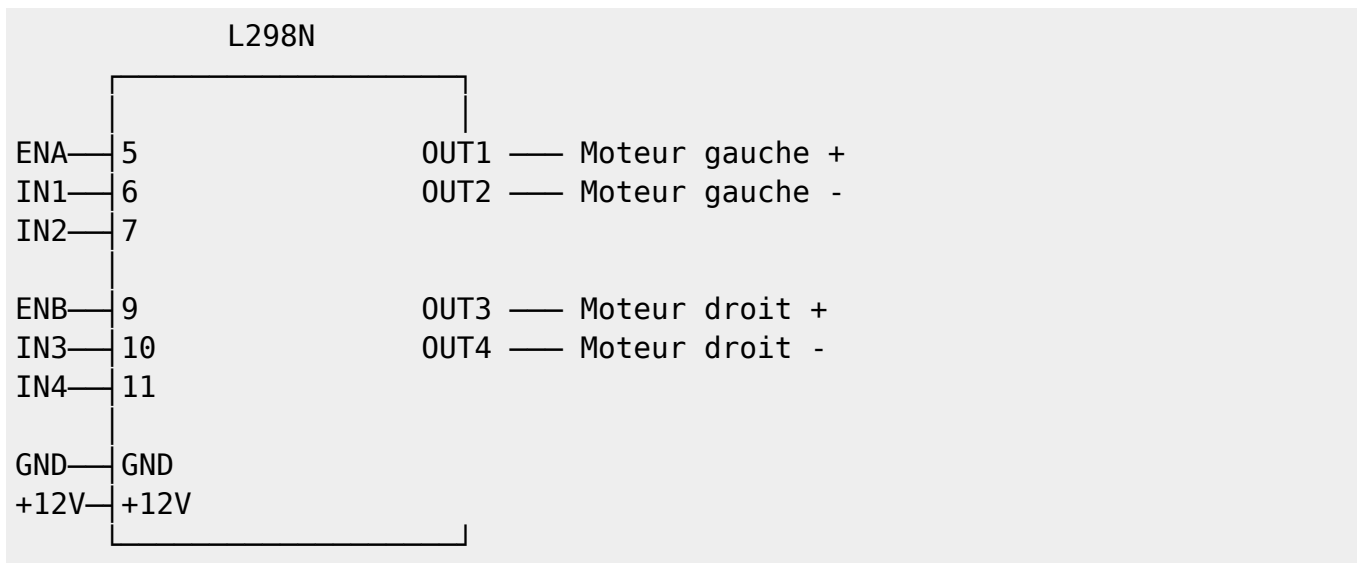 L298N
ENA 5 OUT1 Moteur gauche +
IN1 6 OUT2 Moteur gauche -
IN2 7
ENB 9 OUT3 Moteur droit +
IN3 10 OUT4 Moteur droit -
IN4 11
GND GND
+12V +12V